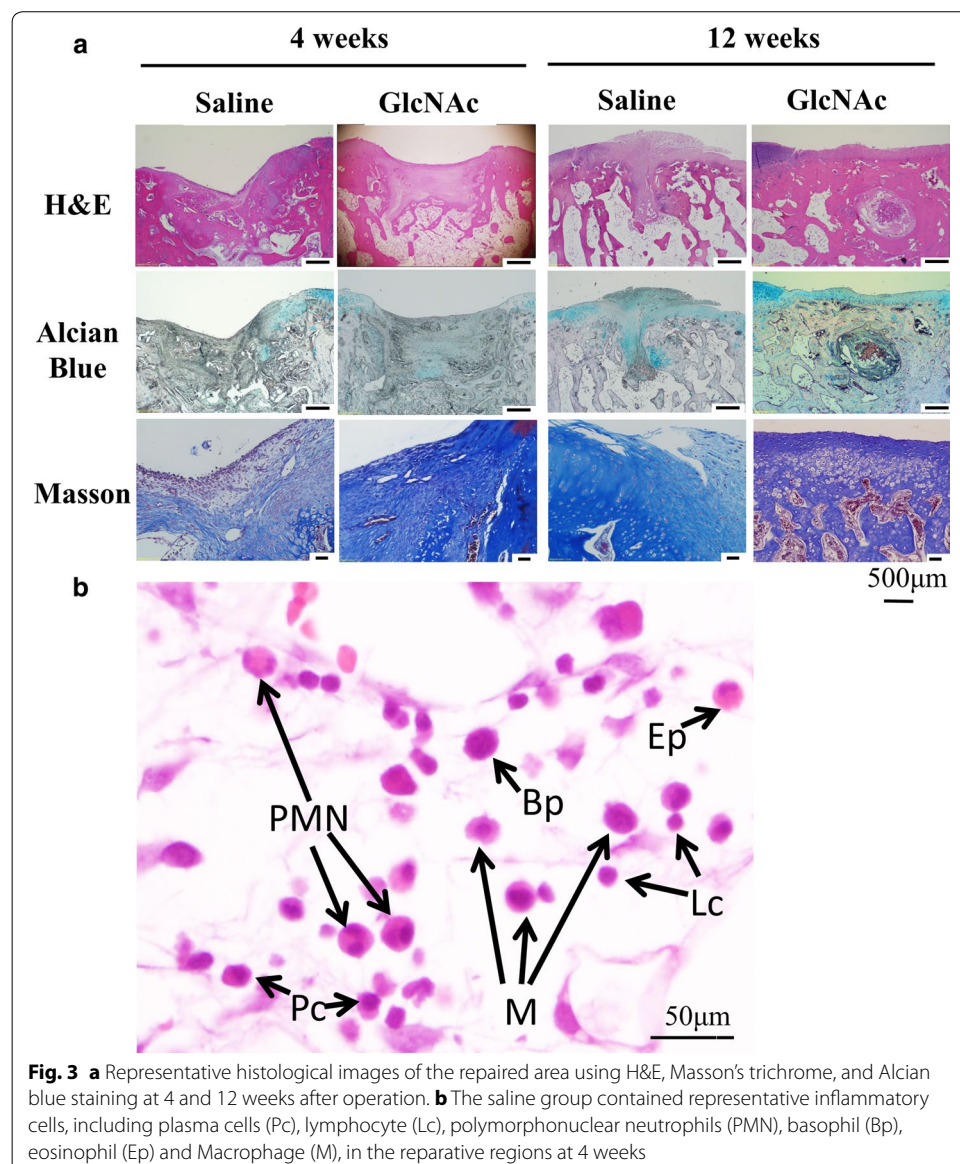 a
4 weeks 12 weeks
Saline GlcNAc Saline GlcNAc
H&E
Alcian
Blue
Masson
500μm
b
Ep
Bp
PMN
Lc
Pc
M
50μm
Fig. 3 a Representative histological images of the repaired area using H&E, Masson's trichrome, and Alcian
blue staining at 4 and 12 weeks after operation. b The saline group contained representative inflammatory
cells, including plasma cells (Pc), lymphocyte (Lc), polymorphonuclear neutrophils (PMN), basophil (Bp),
eosinophil (Ep) and Macrophage (M), in the reparative regions at 4 weeks